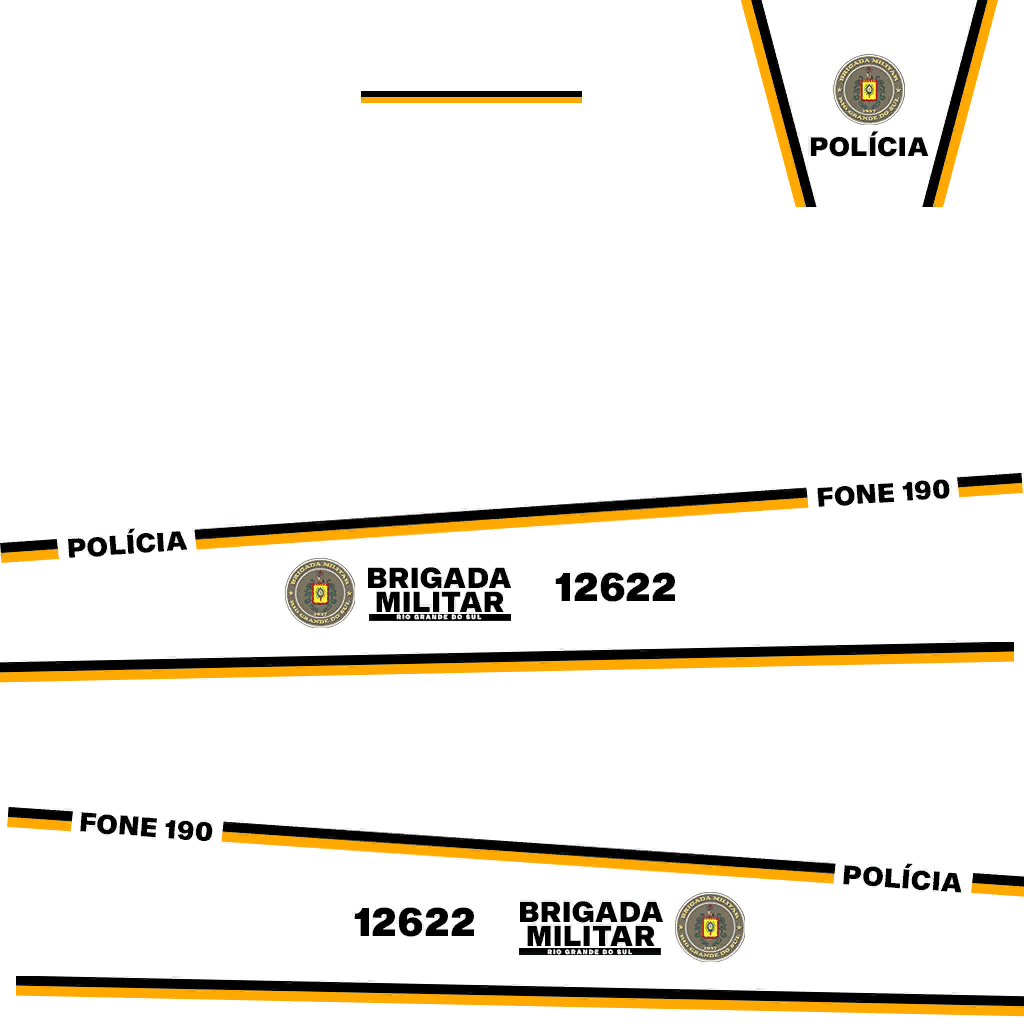 BRIGADA MILITAR
RIO GRANDE DO SUL
1837
POLÍCIA
FONE 190
POLÍCIA
BRIGADA MILITAR
RIO GRANDE DO SUL
1837
BRIGADA
MILITAR
RIO GRANDE DO SUL
12622
FONE 190
POLÍCIA
12622
BRIGADA
MILITAR
RIO GRANDE DO SUL
BRIGADA MILITAR
RIO GRANDE DO SUL
1837